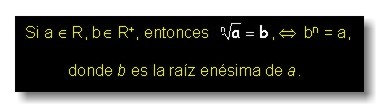 Si a ∈ R, b ∈ R⁺, entonces ⁿ√a = b , ⇔ bⁿ = a,
donde b es la raíz enésima de a.